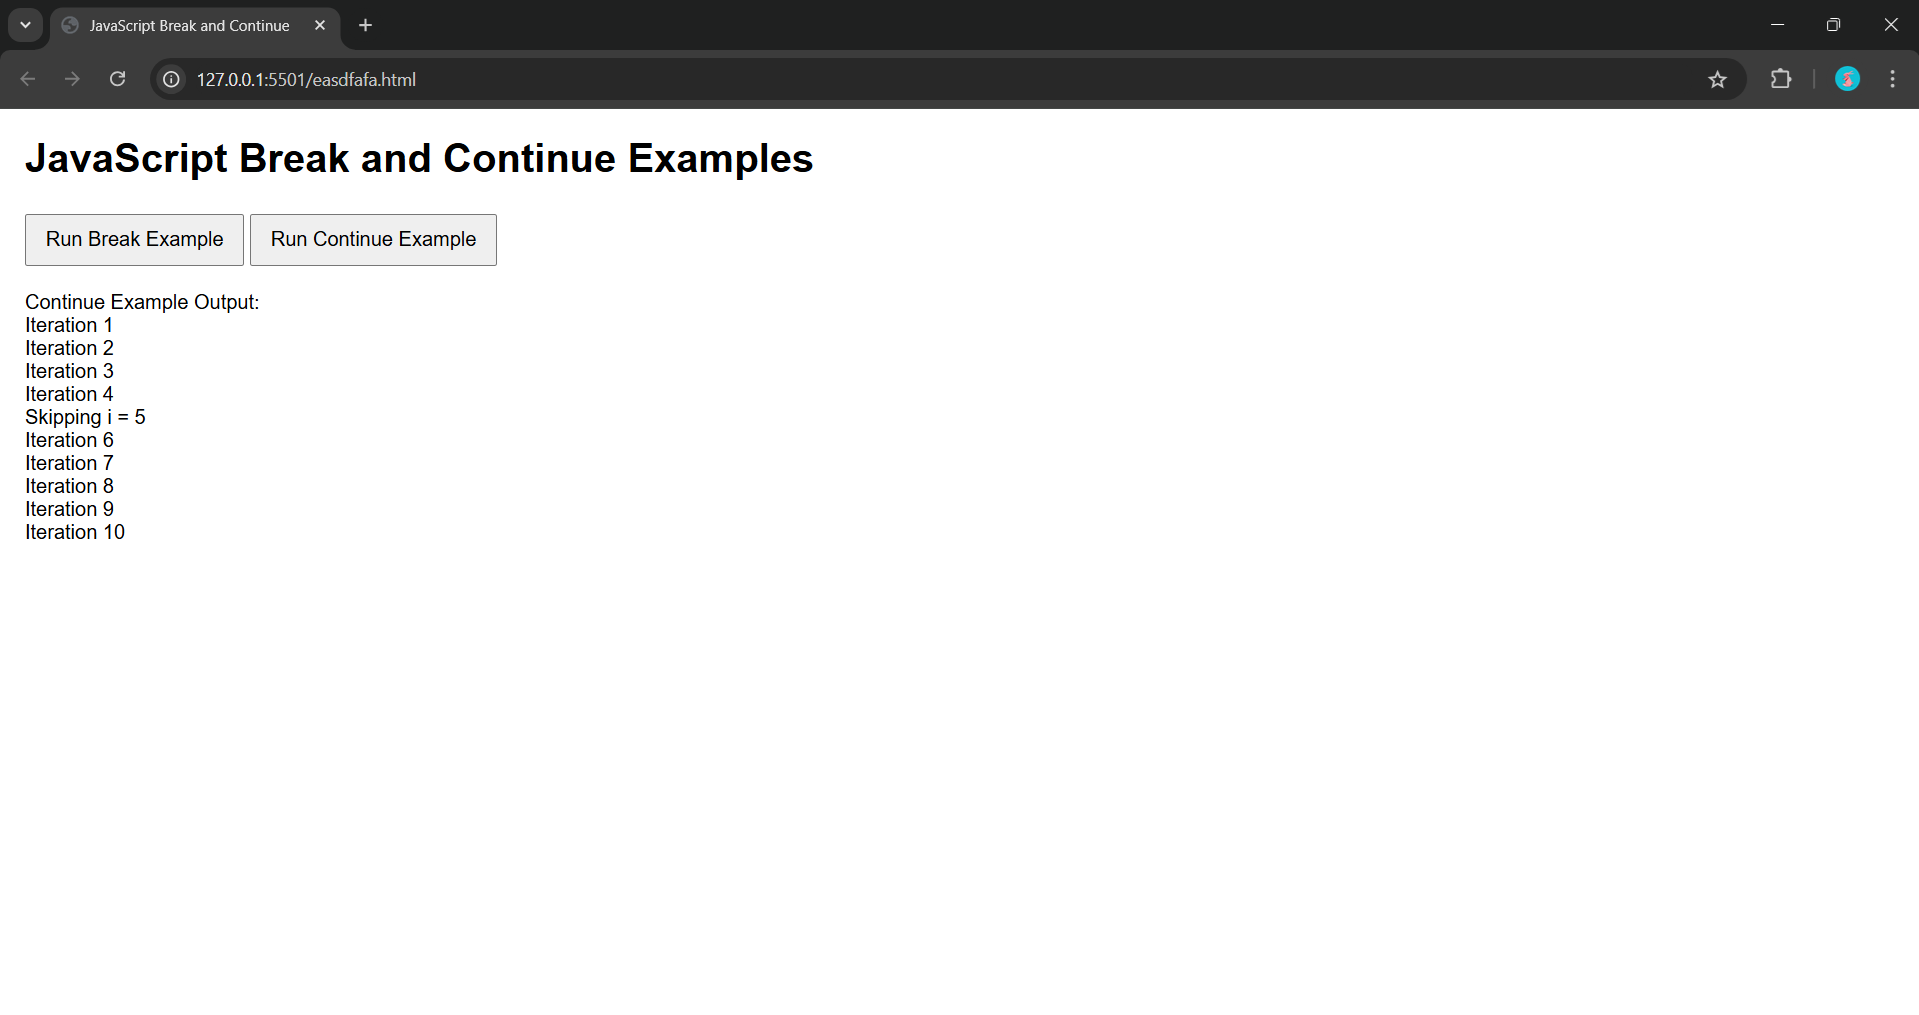 JavaScript Break and Continue
127.0.0.1:5501/easdfafa.html
JavaScript Break and Continue Examples
Run Break Example Run Continue Example
Continue Example Output:
Iteration 1
Iteration 2
Iteration 3
Iteration 4
Skipping i = 5
Iteration 6
Iteration 7
Iteration 8
Iteration 9
Iteration 10